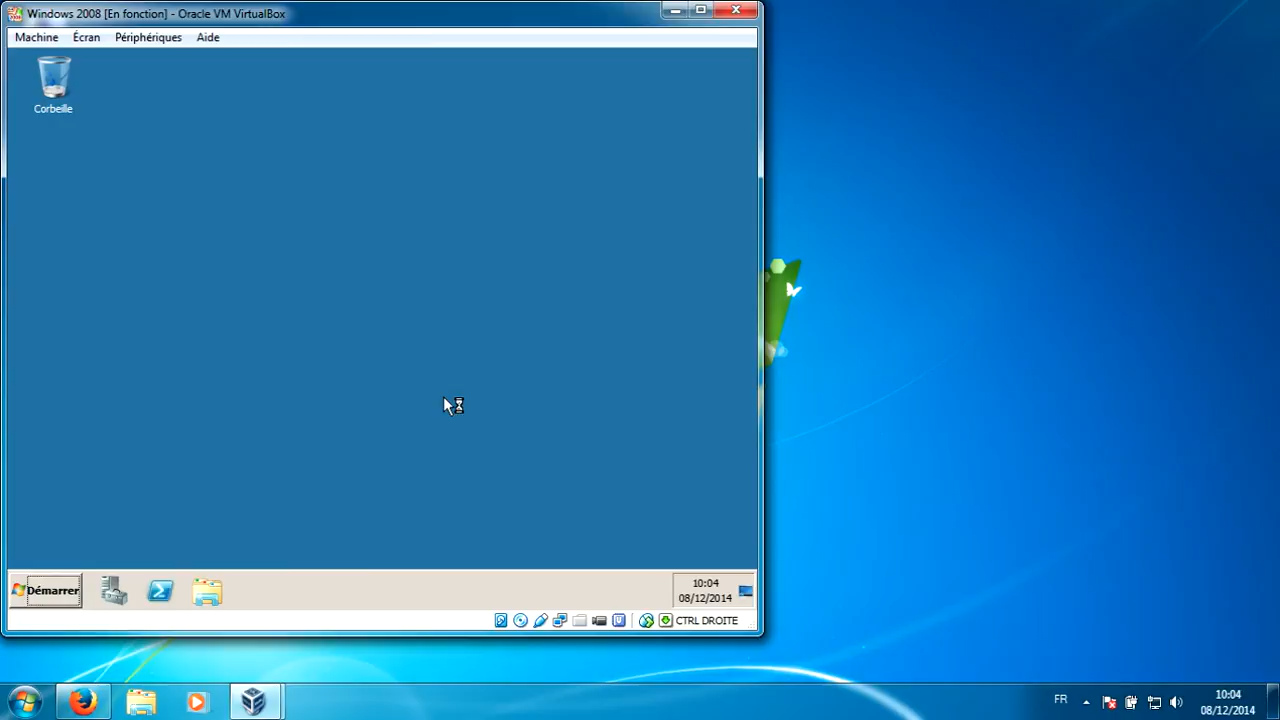 Windows 2008 [En fonction] - Oracle VM VirtualBox
Machine Écran Périphériques Aide
Corbeille
Démarrer
10:04
08/12/2014
CTRL DROITE
FR
10:04
08/12/2014